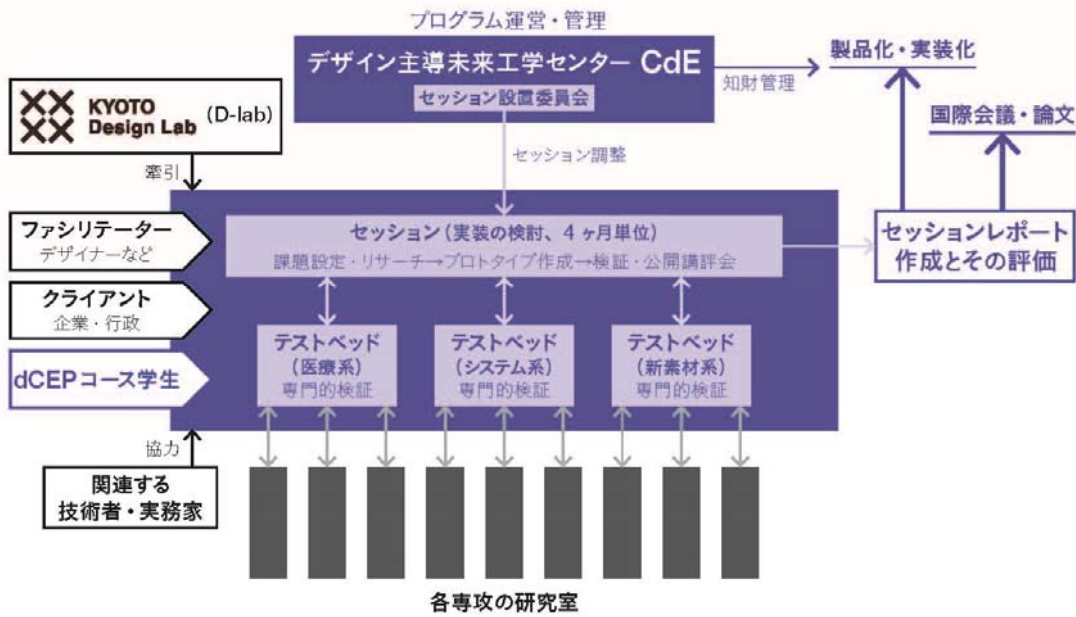 プログラム運営・管理
デザイン主導未来工学センター CdE
セッション設置委員会
知財管理
製品化・実装化
国際会議・論文
KYOTO
Design Lab
(D-lab)
牽引
セッション調整
ファシリテーター
デザイナーなど
セッション(実装の検討、4ヶ月単位)
課題設定・リサーチ→プロトタイプ作成→検証・公開講評会
セッションレポート
作成とその評価
クライアント
企業・行政
dCEPコース学生
テストベッド
(医療系)
専門的検証
テストベッド
(システム系)
専門的検証
テストベッド
(新素材系)
専門的検証
協力
関連する
技術者・実務家
各専攻の研究室